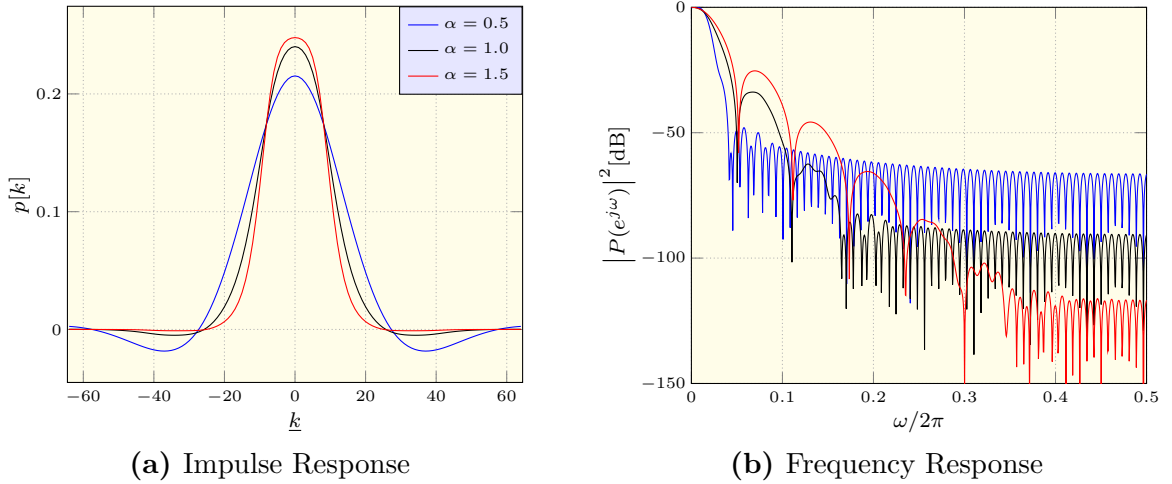 α = 0.5
α = 1.0
α = 1.5
p[k]
0.2
0.1
0
−60 −40 −20 0 20 40 60
k
(a) Impulse Response
|P(e^{jω})|^2[dB]
0
−50
−100
−150
0 0.1 0.2 0.3 0.4 0.5
ω/2π
(b) Frequency Response